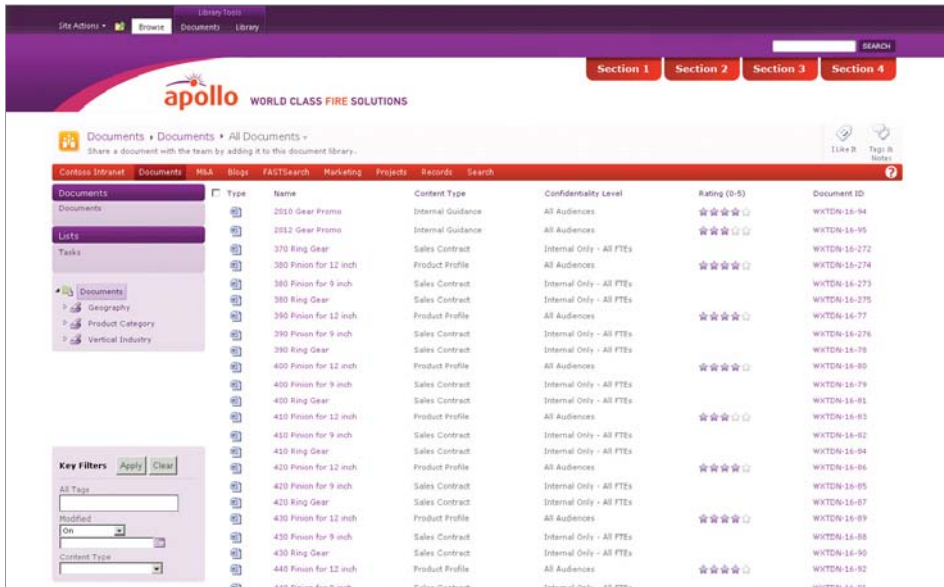 Library Tools
Site Actions Browse Documents Library
SEARCH
Section 1 Section 2 Section 3 Section 4
apollo WORLD CLASS FIRE SOLUTIONS
Documents Documents All Documents
Share a document with the team by adding it to this document library.
I Like It Tags & Notes
Contoso Intranet Documents M&A Blogs FASTSearch Marketing Projects Records Search
Documents
Documents
Lists
Tasks
Documents
Geography
Product Category
Vertical Industry
Key Filters Apply Clear
All Tags
Modified
On
Content Type
Type Name Content Type Confidentiality Level Rating (0-5) Document ID
2010 Gear Promo Internal Guidance All Audiences WXTDN-16-94
2012 Gear Promo Internal Guidance All Audiences WXTDN-16-95
370 Ring Gear Sales Contract Internal Only - All FTEs WXTDN-16-272
380 Pinion for 12 inch Product Profile All Audiences WXTDN-16-274
380 Pinion for 9 inch Sales Contract Internal Only - All FTEs WXTDN-16-273
380 Ring Gear Sales Contract Internal Only - All FTEs WXTDN-16-275
390 Pinion for 12 inch Product Profile All Audiences WXTDN-16-77
390 Pinion for 9 inch Sales Contract Internal Only - All FTEs WXTDN-16-276
390 Ring Gear Sales Contract Internal Only - All FTEs WXTDN-16-78
400 Pinion for 12 inch Product Profile All Audiences WXTDN-16-80
400 Pinion for 9 inch Sales Contract Internal Only - All FTEs WXTDN-16-79
400 Ring Gear Sales Contract Internal Only - All FTEs WXTDN-16-81
410 Pinion for 12 inch Product Profile All Audiences WXTDN-16-83
410 Pinion for 9 inch Sales Contract Internal Only - All FTEs WXTDN-16-82
410 Ring Gear Sales Contract Internal Only - All FTEs WXTDN-16-84
420 Pinion for 12 inch Product Profile All Audiences WXTDN-16-86
420 Pinion for 9 inch Sales Contract Internal Only - All FTEs WXTDN-16-85
420 Ring Gear Sales Contract Internal Only - All FTEs WXTDN-16-87
430 Pinion for 12 inch Product Profile All Audiences WXTDN-16-89
430 Pinion for 9 inch Sales Contract Internal Only - All FTEs WXTDN-16-88
430 Ring Gear Sales Contract Internal Only - All FTEs WXTDN-16-90
440 Pinion for 12 inch Product Profile All Audiences WXTDN-16-92